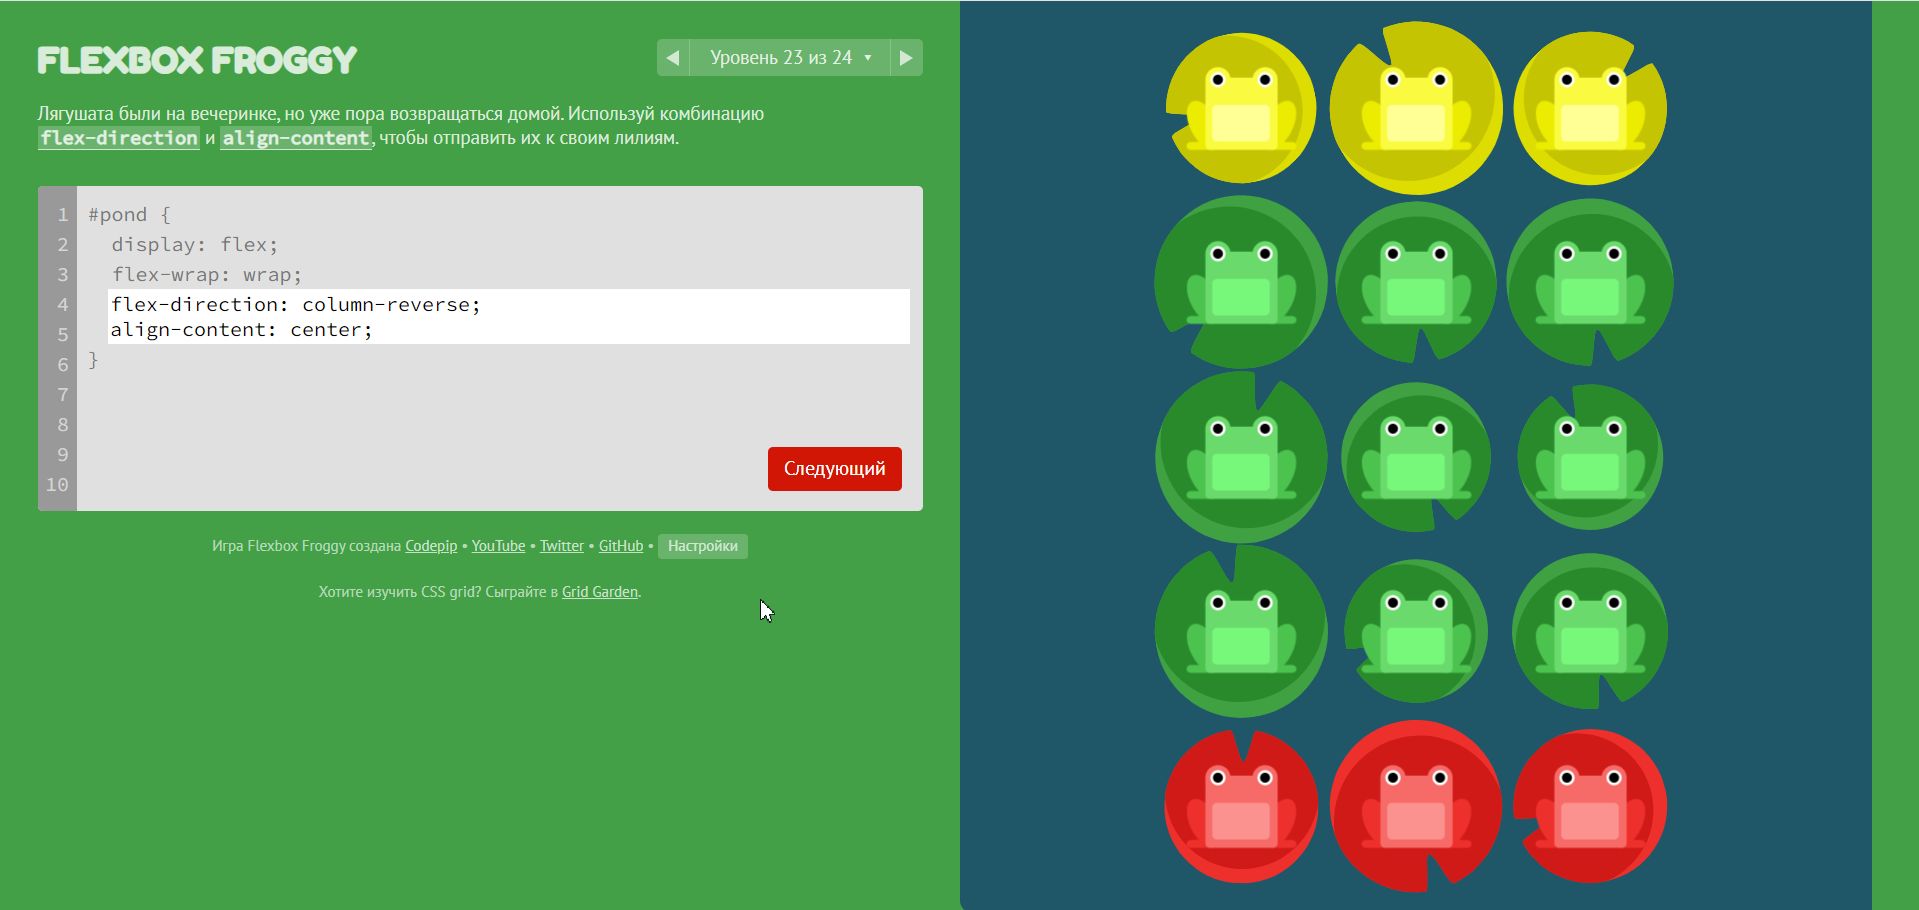 FLEXBOX FROGGY
◀ Уровень 23 из 24 ▼ ▶
Лягушата были на вечеринке, но уже пора возвращаться домой. Используй комбинацию
flex-direction и align-content, чтобы отправить их к своим лилиям.
1 #pond {
2 display: flex;
3 flex-wrap: wrap;
4 flex-direction: column-reverse;
5 align-content: center;
6 }
7
8
9
10
Следующий
Игра Flexbox Froggy создана Codepip • YouTube • Twitter • GitHub • Настройки
Хотите изучить CSS grid? Сыграйте в Grid Garden.